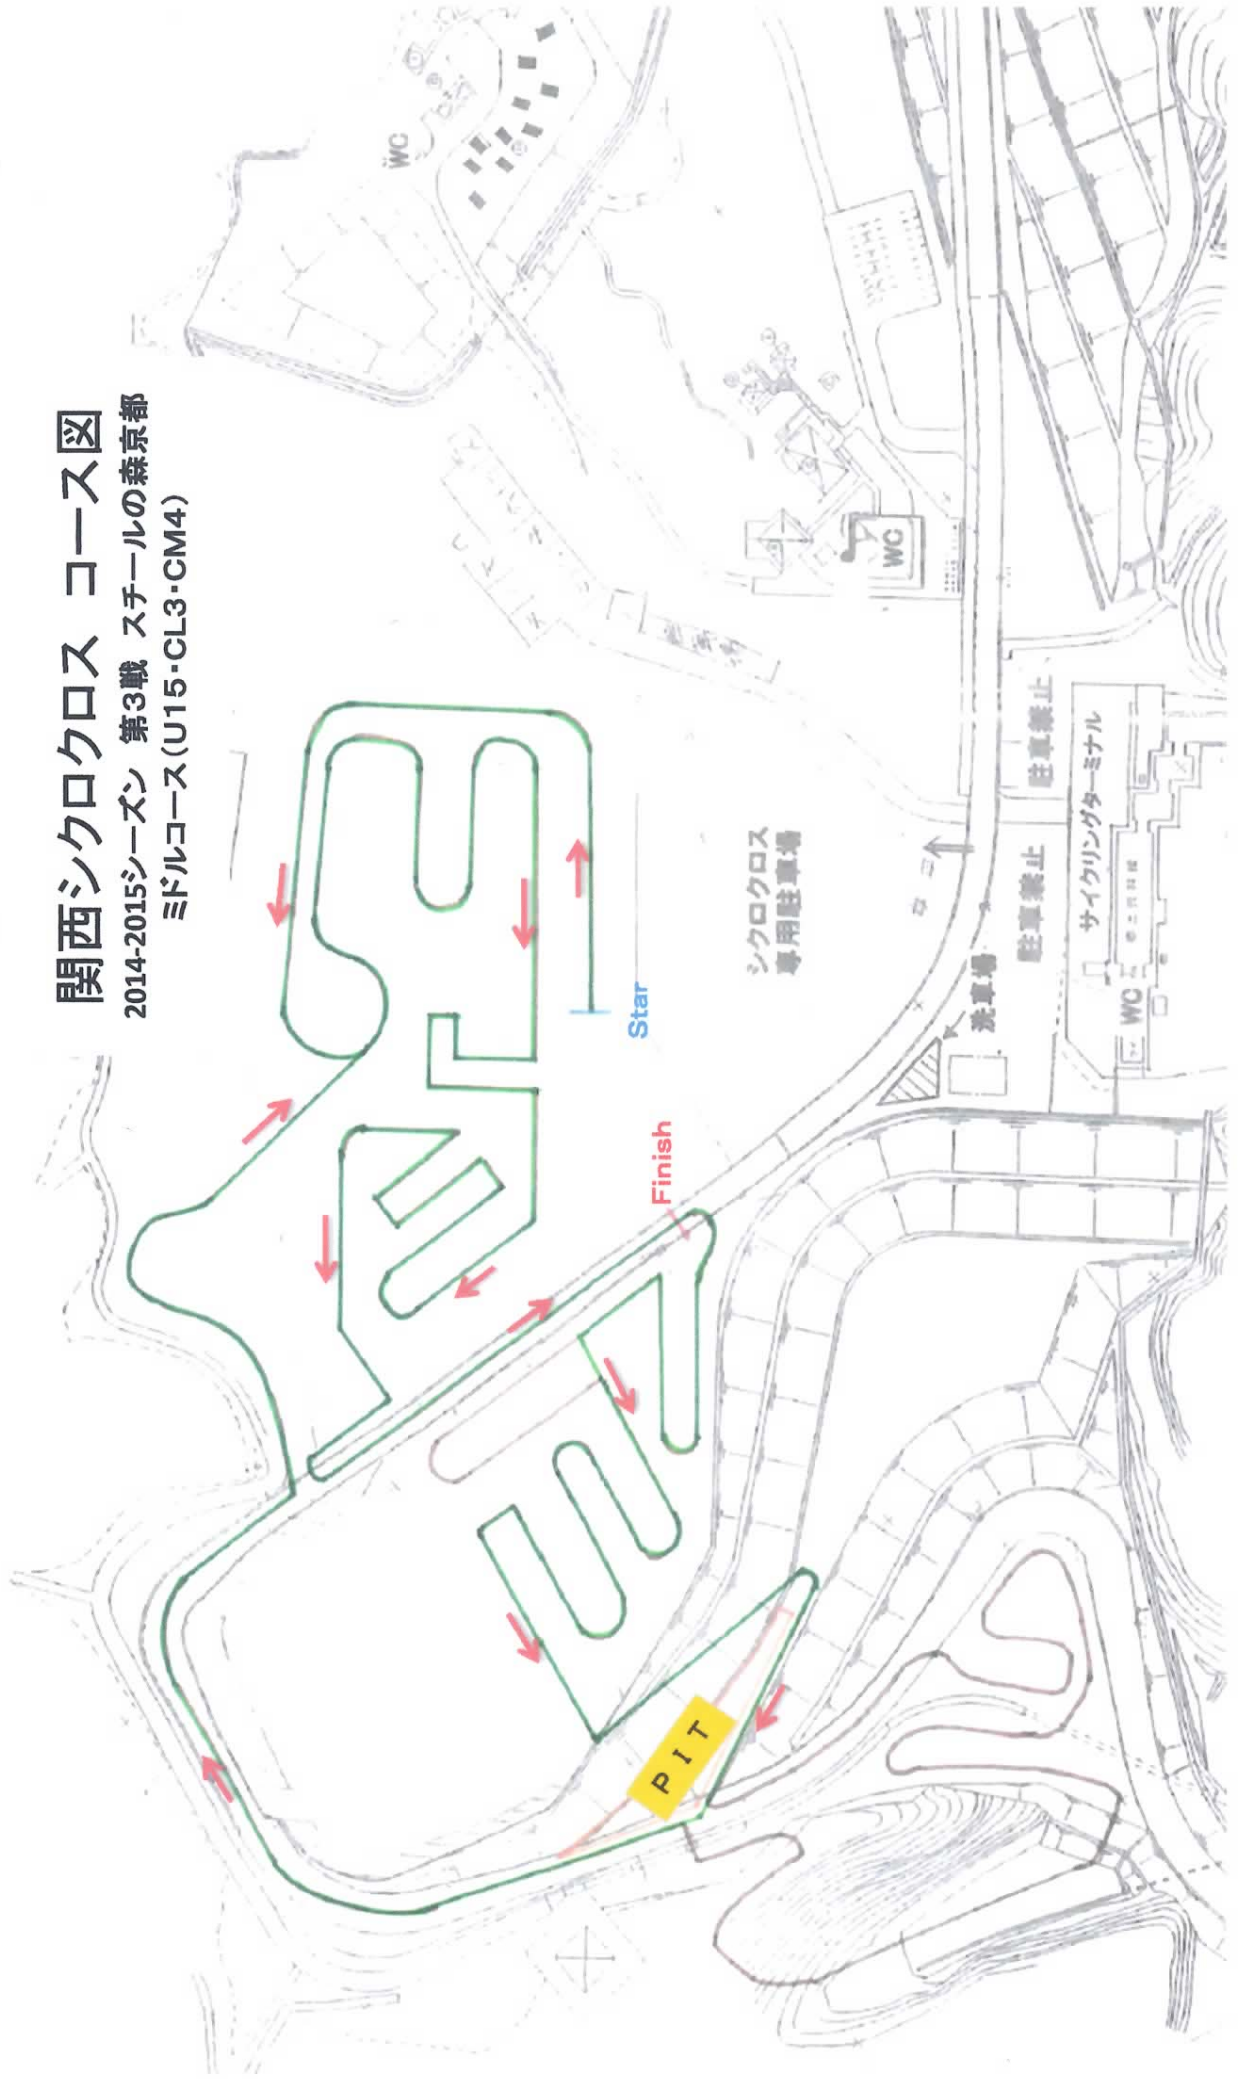 関西シクロクロス コース図
2014-2015シーズン 第3戦 スチールの森京都
ミドルコース(U15・CL3・CM4)
WC
Star
Finish
シクロクロス
専用駐車場
WC
洗車場
駐車禁止
駐車禁止
サイクリングターミナル
WC
P I T